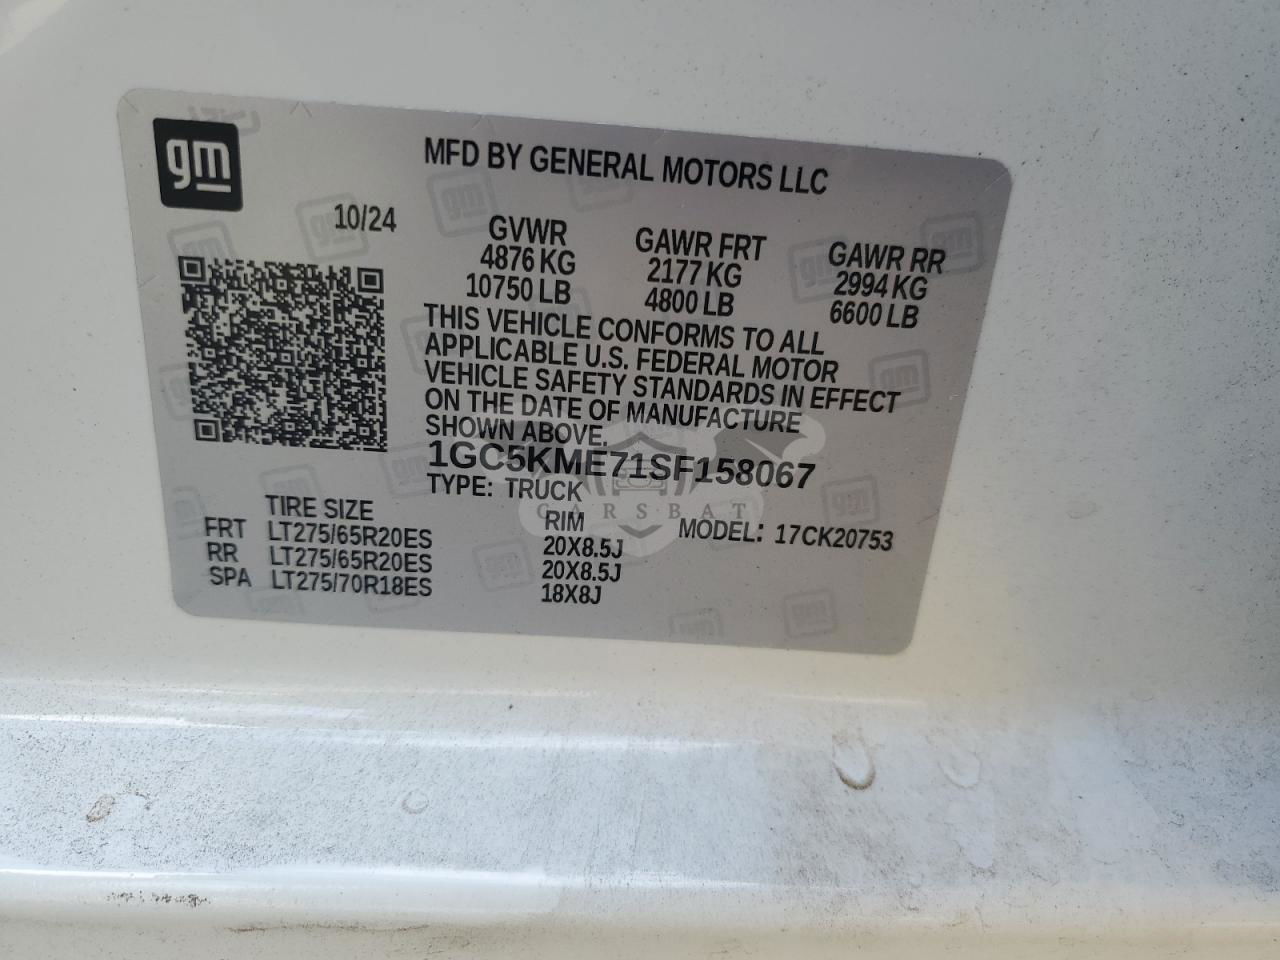 gm
MFD BY GENERAL MOTORS LLC
10/24
GVWR GAWR FRT GAWR RR
4876 KG 2177 KG 2994 KG
10750 LB 4800 LB 6600 LB
THIS VEHICLE CONFORMS TO ALL
APPLICABLE U.S. FEDERAL MOTOR
VEHICLE SAFETY STANDARDS IN EFFECT
ON THE DATE OF MANUFACTURE
SHOWN ABOVE.
1GC5KME71SF158067
TYPE: TRUCK
CARSBAT
MODEL: 17CK20753
TIRE SIZE RIM
FRT LT275/65R20ES 20X8.5J
RR LT275/65R20ES 20X8.5J
SPA LT275/70R18ES 18X8J